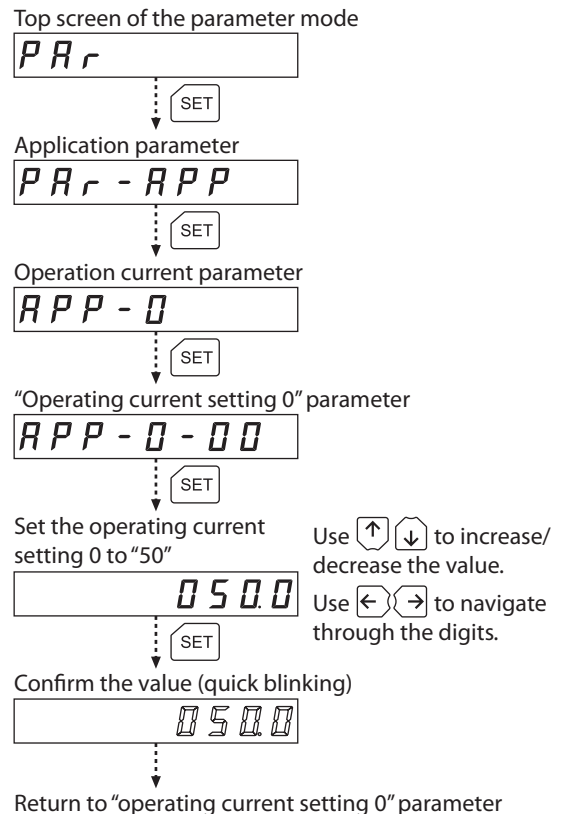 Top screen of the parameter mode
PAr
SET
Application parameter
PAr-APP
SET
Operation current parameter
APP-0
SET
“Operating current setting 0” parameter
APP-0-00
SET
Set the operating current
setting 0 to “50”
Use ↑ ↓ to increase/
decrease the value.
Use ← → to navigate
through the digits.
050.0
SET
Confirm the value (quick blinking)
050.0
Return to “operating current setting 0” parameter